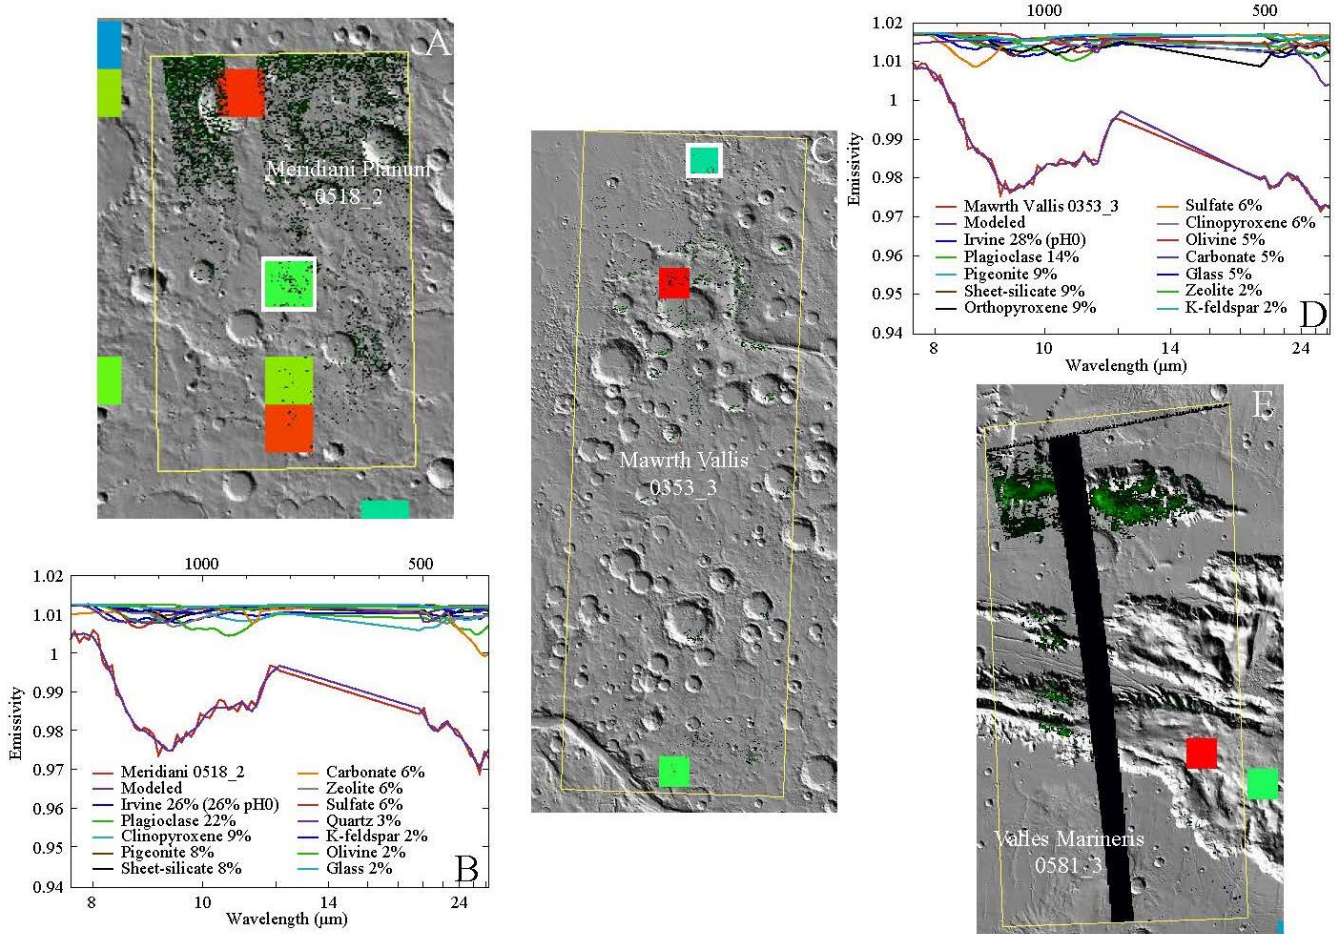 A
Meridiani Planum
0518_2
1000 500
1.02
1.01
1
0.99
0.98
0.97
0.96
0.95
0.94
Emissivity
Meridiani 0518_2
Modeled
Irvine 26% (26% pH0)
Plagioclase 22%
Clinopyroxene 9%
Pigeonite 8%
Sheet-silicate 8%
Carbonate 6%
Zeolite 6%
Sulfate 6%
Quartz 3%
K-feldspar 2%
Olivine 2%
Glass 2%
B
8 10 14 24
Wavelength (µm)
C
Mawrth Vallis
0353_3
1000 500
1.02
1.01
1
0.99
0.98
0.97
0.96
0.95
0.94
Emissivity
Mawrth Vallis 0353_3
Modeled
Irvine 28% (pH0)
Plagioclase 14%
Pigeonite 9%
Sheet-silicate 9%
Orthopyroxene 9%
Sulfate 6%
Clinopyroxene 6%
Olivine 5%
Carbonate 5%
Glass 5%
Zeolite 2%
K-feldspar 2%
D
8 10 14 24
Wavelength (µm)
E
Valles Marineris
0581_3